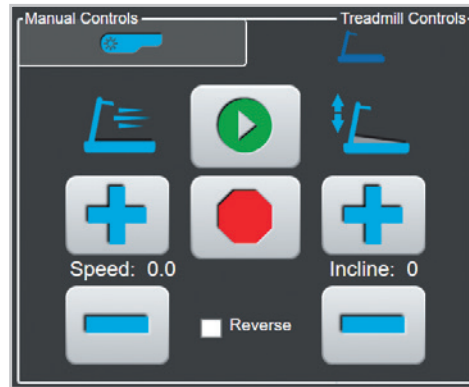 Manual Controls Treadmill Controls
Speed: 0.0 Incline: 0
Reverse